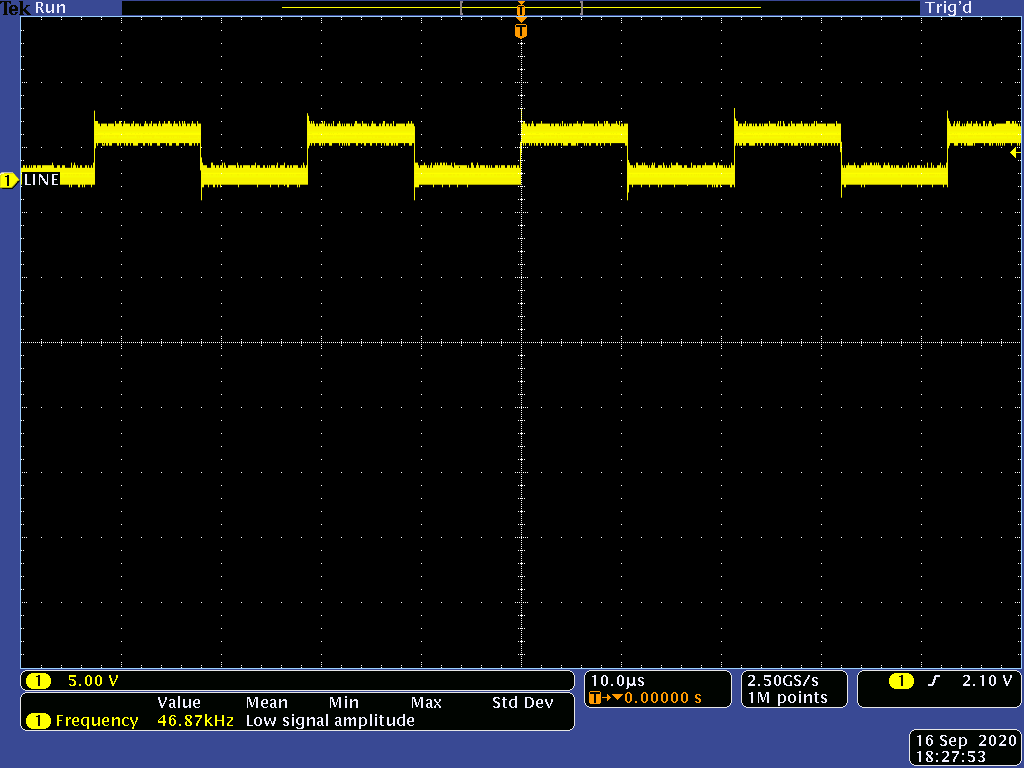 Tek Run Trig'd
T
T
1 LINE
1 5.00 V
10.0µs
T→▼0.00000 s
2.50GS/s
1M points
1 2.10 V
Value Mean Min Max Std Dev
1 Frequency 46.87kHz Low signal amplitude
16 Sep 2020
18:27:53